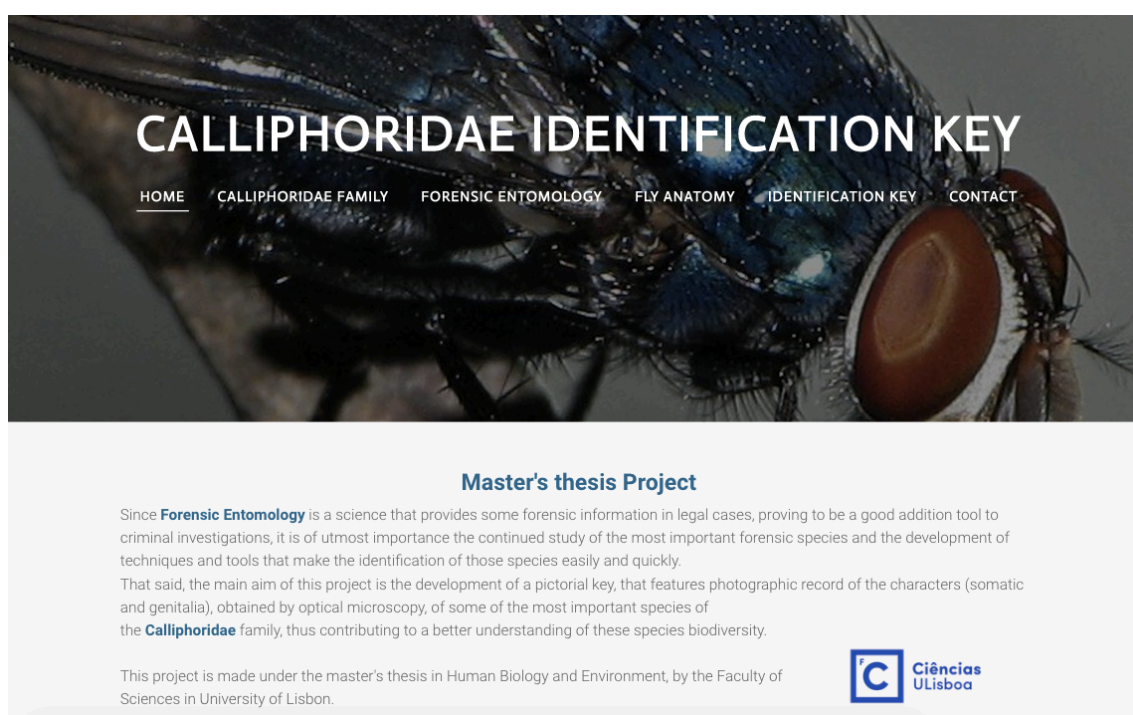 CALLIPHORIDAE IDENTIFICATION KEY
HOME CALLIPHORIDAE FAMILY FORENSIC ENTOMOLOGY FLY ANATOMY IDENTIFICATION KEY CONTACT
Master's thesis Project
Since Forensic Entomology is a science that provides some forensic information in legal cases, proving to be a good addition tool to
criminal investigations, it is of utmost importance the continued study of the most important forensic species and the development of
techniques and tools that make the identification of those species easily and quickly.
That said, the main aim of this project is the development of a pictorial key, that features photographic record of the characters (somatic
and genitalia), obtained by optical microscopy, of some of the most important species of
the Calliphoridae family, thus contributing to a better understanding of these species biodiversity.
This project is made under the master's thesis in Human Biology and Environment, by the Faculty of
Sciences in University of Lisbon.
F C Ciências
ULisboa